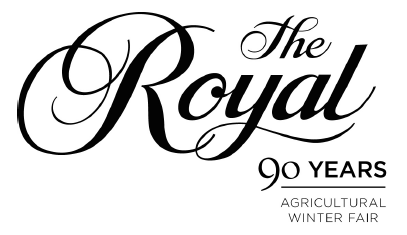 The
Royal
90 YEARS
AGRICULTURAL
WINTER FAIR